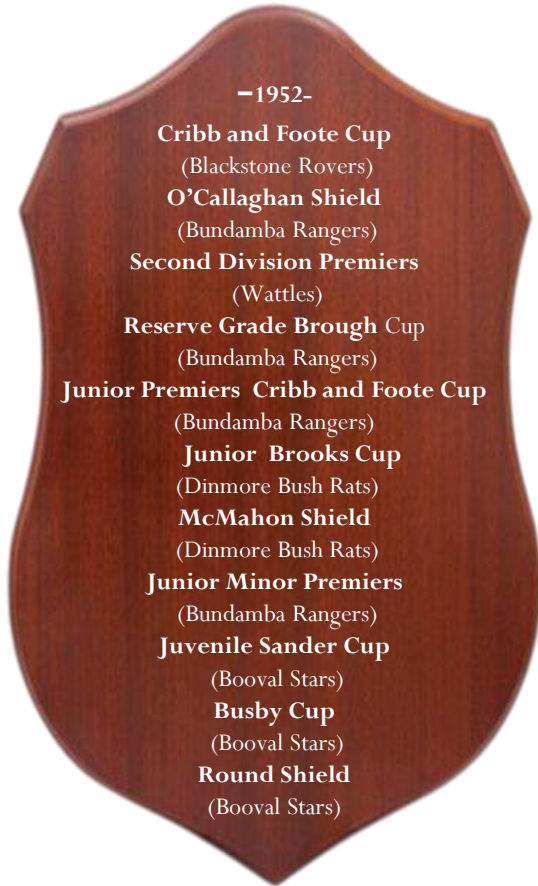 -1952-
Cribb and Foote Cup
(Blackstone Rovers)
O’Callaghan Shield
(Bundamba Rangers)
Second Division Premiers
(Wattles)
Reserve Grade Brough Cup
(Bundamba Rangers)
Junior Premiers Cribb and Foote Cup
(Bundamba Rangers)
Junior Brooks Cup
(Dinmore Bush Rats)
McMahon Shield
(Dinmore Bush Rats)
Junior Minor Premiers
(Bundamba Rangers)
Juvenile Sander Cup
(Booval Stars)
Busby Cup
(Booval Stars)
Round Shield
(Booval Stars)